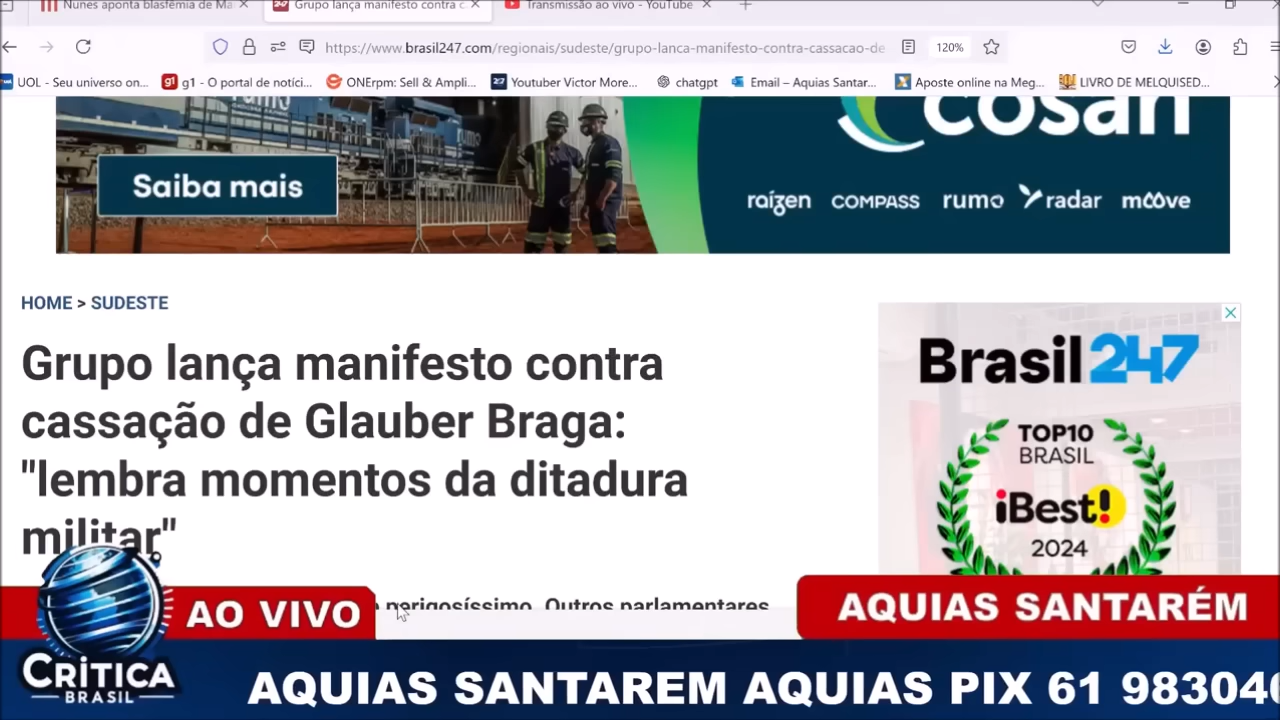 Nunes aponta blasfêmia de Ma
Grupo lança manifesto contra c
Transmissão ao vivo - YouTube
https://www.brasil247.com/regionais/sudeste/grupo-lanca-manifesto-contra-cassacao-de
120%
UOL - Seu universo on...
g1 - O portal de notíci...
ONErpm: Sell & Ampli...
Youtuber Victor More...
chatgpt
Email – Aquias Santar...
Aposte online na Meg...
LIVRO DE MELQUISED...
rumo
cosan
Saiba mais
raízen COMPASS rumo radar moove
HOME > SUDESTE
Grupo lança manifesto contra
cassação de Glauber Braga:
"lembra momentos da ditadura
militar"
perigosíssimo. Outros parlamentares
Brasil 247
TOP10
BRASIL
iBest!
2024
AO VIVO
AQUIAS SANTARÉM
CRÍTICA
BRASIL
AQUIAS SANTAREM AQUIAS PIX 61 98304